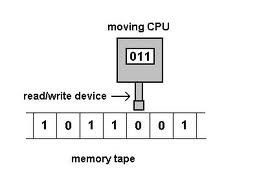 moving CPU
011
read/write device
1 0 1 1 0 0 1
memory tape